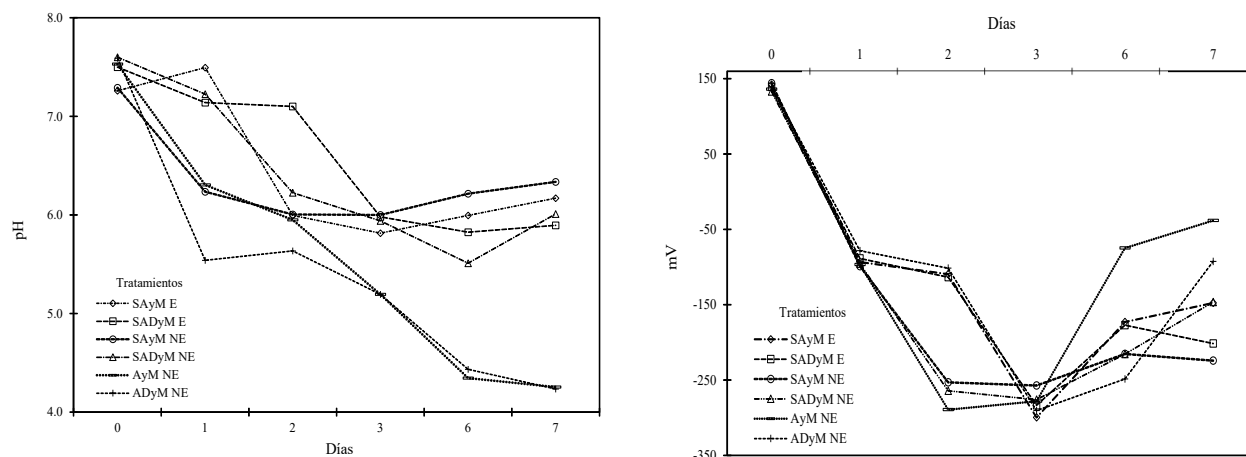 8.0
7.0
6.0
5.0
4.0
pH
0 1 2 3 6 7
Días
Tratamientos
SAyM E
SADyM E
SAyM NE
SADyM NE
AyM NE
ADyM NE
Días
0 1 2 3 6 7
150
50
-50
-150
-250
-350
mV
Tratamientos
SAyM E
SADyM E
SAyM NE
SADyM NE
AyM NE
ADyM NE